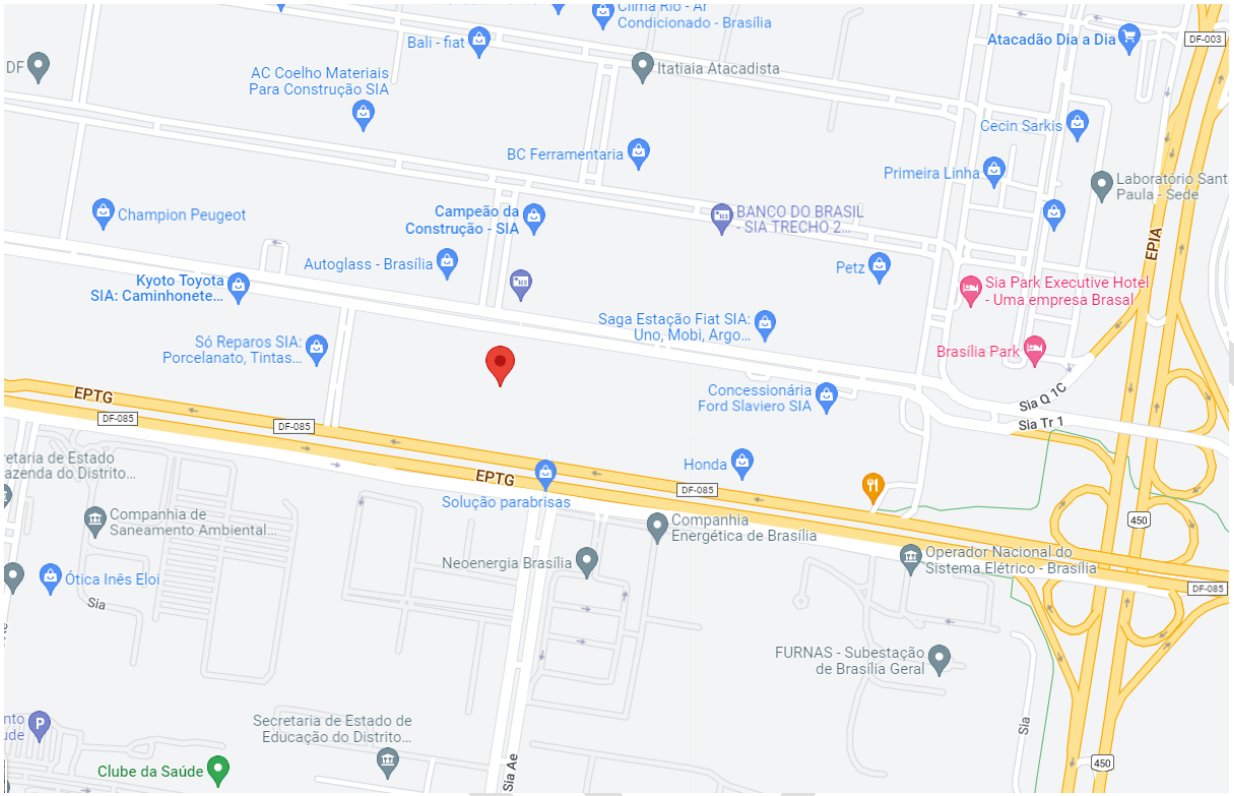 Clima Rio - Ar
Condicionado - Brasília
Bali - fiat
Atacadão Dia a Dia
DF-003
DF
Itatiaia Atacadista
AC Coelho Materiais
Para Construção SIA
Cecin Sarkis
BC Ferramentaria
Primeira Linha
Laboratório Sant
Paula - Sede
Champion Peugeot
Campeão da
Construção - SIA
BANCO DO BRASIL
- SIA TRECHO 2...
EPIA
Autoglass - Brasília
Petz
Kyoto Toyota
SIA: Caminhonete...
Sia Park Executive Hotel
- Uma empresa Brasal
Saga Estação Fiat SIA:
Uno, Mobi, Argo...
Só Reparos SIA:
Porcelanato, Tintas...
Brasília Park
Concessionária
Ford Slaviero SIA
Sia Q 1C
EPTG
DF-085
DF-085
Sia Tr 1
retaria de Estado
azenda do Distrito...
Honda
EPTG
DF-085
Solução parabrisas
Companhia de
Saneamento Ambiental...
Companhia
Energética de Brasília
450
Neoenergia Brasília
Operador Nacional do
Sistema Elétrico - Brasília
Ótica Inês Eloi
DF-085
Sia
FURNAS - Subestação
de Brasília Geral
Secretaria de Estado de
Educação do Distrito...
nto
ude
P
Sia
Sia Ae
Clube da Saúde
450